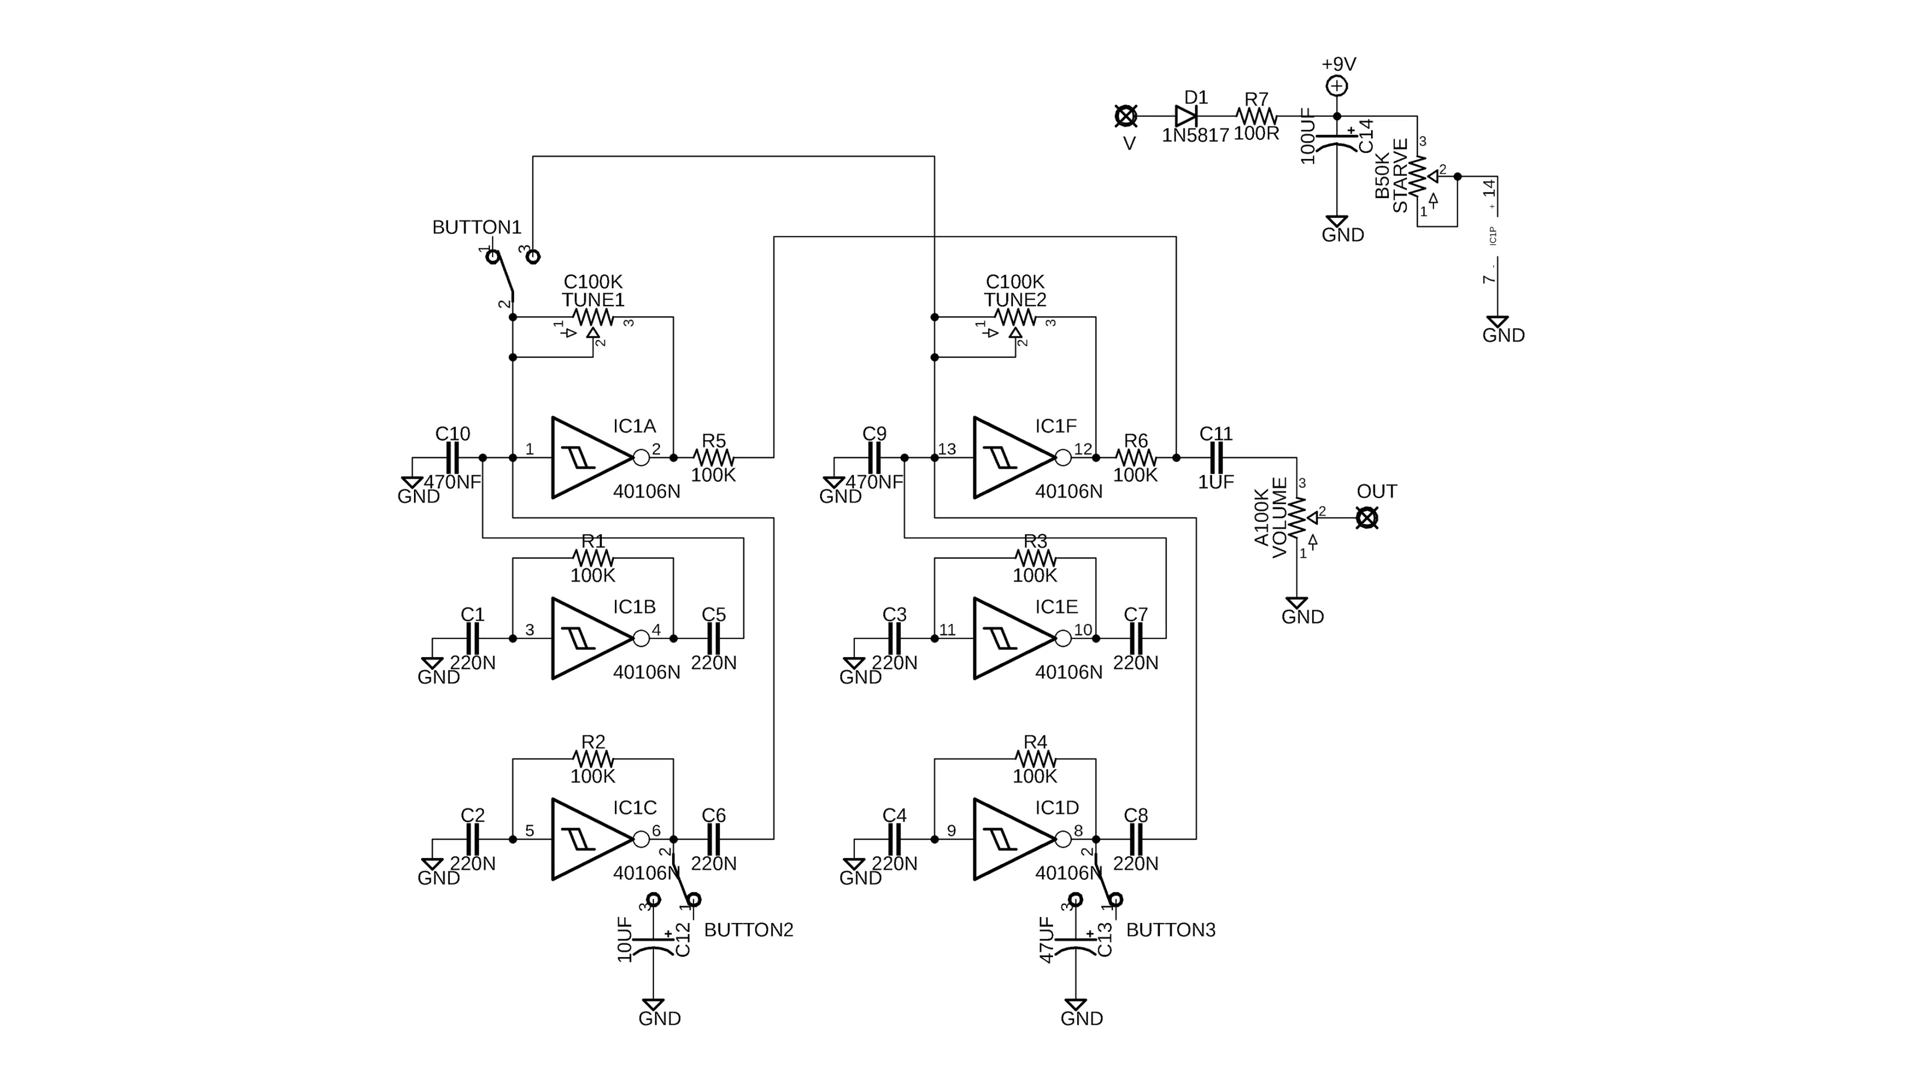 +9V
D1
R7
1N5817
100R
100UF
C14
V
GND
3
B50K
STARVE
2
1
14
+
IC1P
-
7
GND
BUTTON1
1
3
2
C100K
TUNE1
1
3
2
C100K
TUNE2
1
3
2
C10
470NF
GND
1
IC1A
2
40106N
R5
100K
C9
470NF
GND
13
IC1F
12
40106N
R6
100K
C11
1UF
3
A100K
VOLUME
2
1
OUT
GND
R1
100K
C1
220N
GND
3
IC1B
4
40106N
C5
220N
R3
100K
C3
220N
GND
11
IC1E
10
40106N
C7
220N
R2
100K
C2
220N
GND
5
IC1C
6
40106N
C6
220N
2
3
1
BUTTON2
10UF
+
C12
GND
R4
100K
C4
220N
GND
9
IC1D
8
40106N
C8
220N
2
3
1
BUTTON3
47UF
+
C13
GND